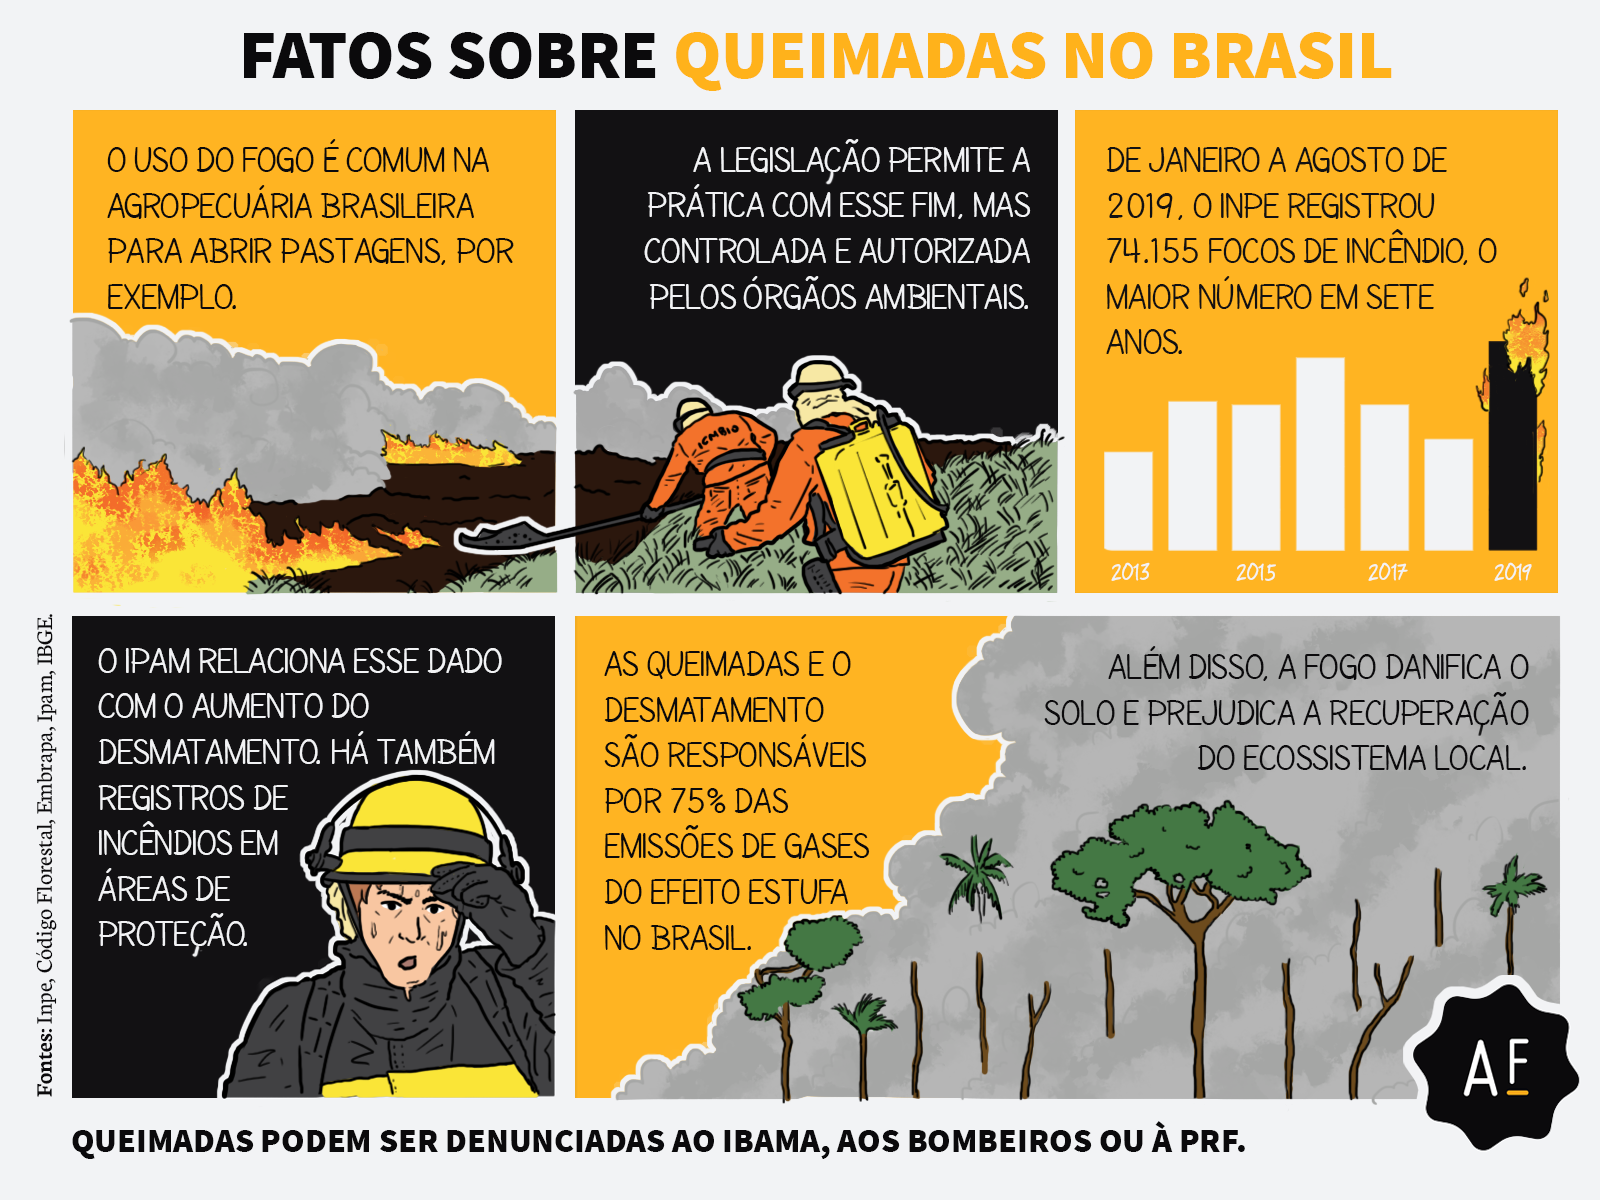 FATOS SOBRE QUEIMADAS NO BRASIL
O USO DO FOGO É COMUM NA
AGROPECUÁRIA BRASILEIRA
PARA ABRIR PASTAGENS, POR
EXEMPLO.
A LEGISLAÇÃO PERMITE A
PRÁTICA COM ESSE FIM, MAS
CONTROLADA E AUTORIZADA
PELOS ÓRGÃOS AMBIENTAIS.
ICMBIO
DE JANEIRO A AGOSTO DE
2019, O INPE REGISTROU
74.155 FOCOS DE INCÊNDIO, O
MAIOR NÚMERO EM SETE
ANOS.
2013 2015 2017 2019
O IPAM RELACIONA ESSE DADO
COM O AUMENTO DO
DESMATAMENTO. HÁ TAMBÉM
REGISTROS DE
INCÊNDIOS EM
ÁREAS DE
PROTEÇÃO.
AS QUEIMADAS E O
DESMATAMENTO
SÃO RESPONSÁVEIS
POR 75% DAS
EMISSÕES DE GASES
DO EFEITO ESTUFA
NO BRASIL.
ALÉM DISSO, A FOGO DANIFICA O
SOLO E PREJUDICA A RECUPERAÇÃO
DO ECOSSISTEMA LOCAL.
AF
Fontes: Inpe, Código Florestal, Embrapa, Ipam, IBGE.
QUEIMADAS PODEM SER DENUNCIADAS AO IBAMA, AOS BOMBEIROS OU À PRF.